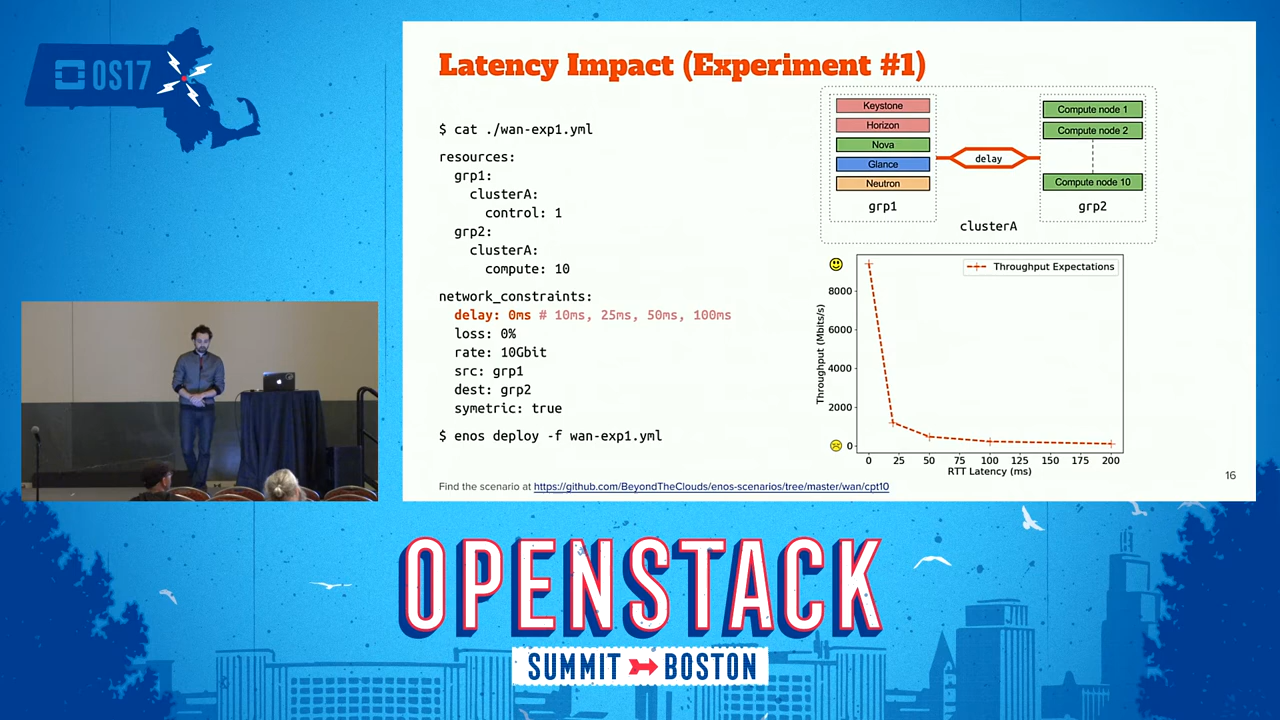 OS17
Latency Impact (Experiment #1)
$ cat ./wan-exp1.yml
resources:
grp1:
clusterA:
control: 1
grp2:
clusterA:
compute: 10
network_constraints:
delay: 0ms # 10ms, 25ms, 50ms, 100ms
loss: 0%
rate: 10Gbit
src: grp1
dest: grp2
symetric: true
$ enos deploy -f wan-exp1.yml
Keystone
Horizon
Nova
Glance
Neutron
grp1
delay
Compute node 1
Compute node 2
Compute node 10
grp2
clusterA
Throughput Expectations
Throughput (Mbits/s)
8000
6000
4000
2000
0
0 25 50 75 100 125 150 175 200
RTT Latency (ms)
Find the scenario at https://github.com/BeyondTheClouds/enos-scenarios/tree/master/wan/cpt10
16
OPENSTACK
SUMMIT BOSTON